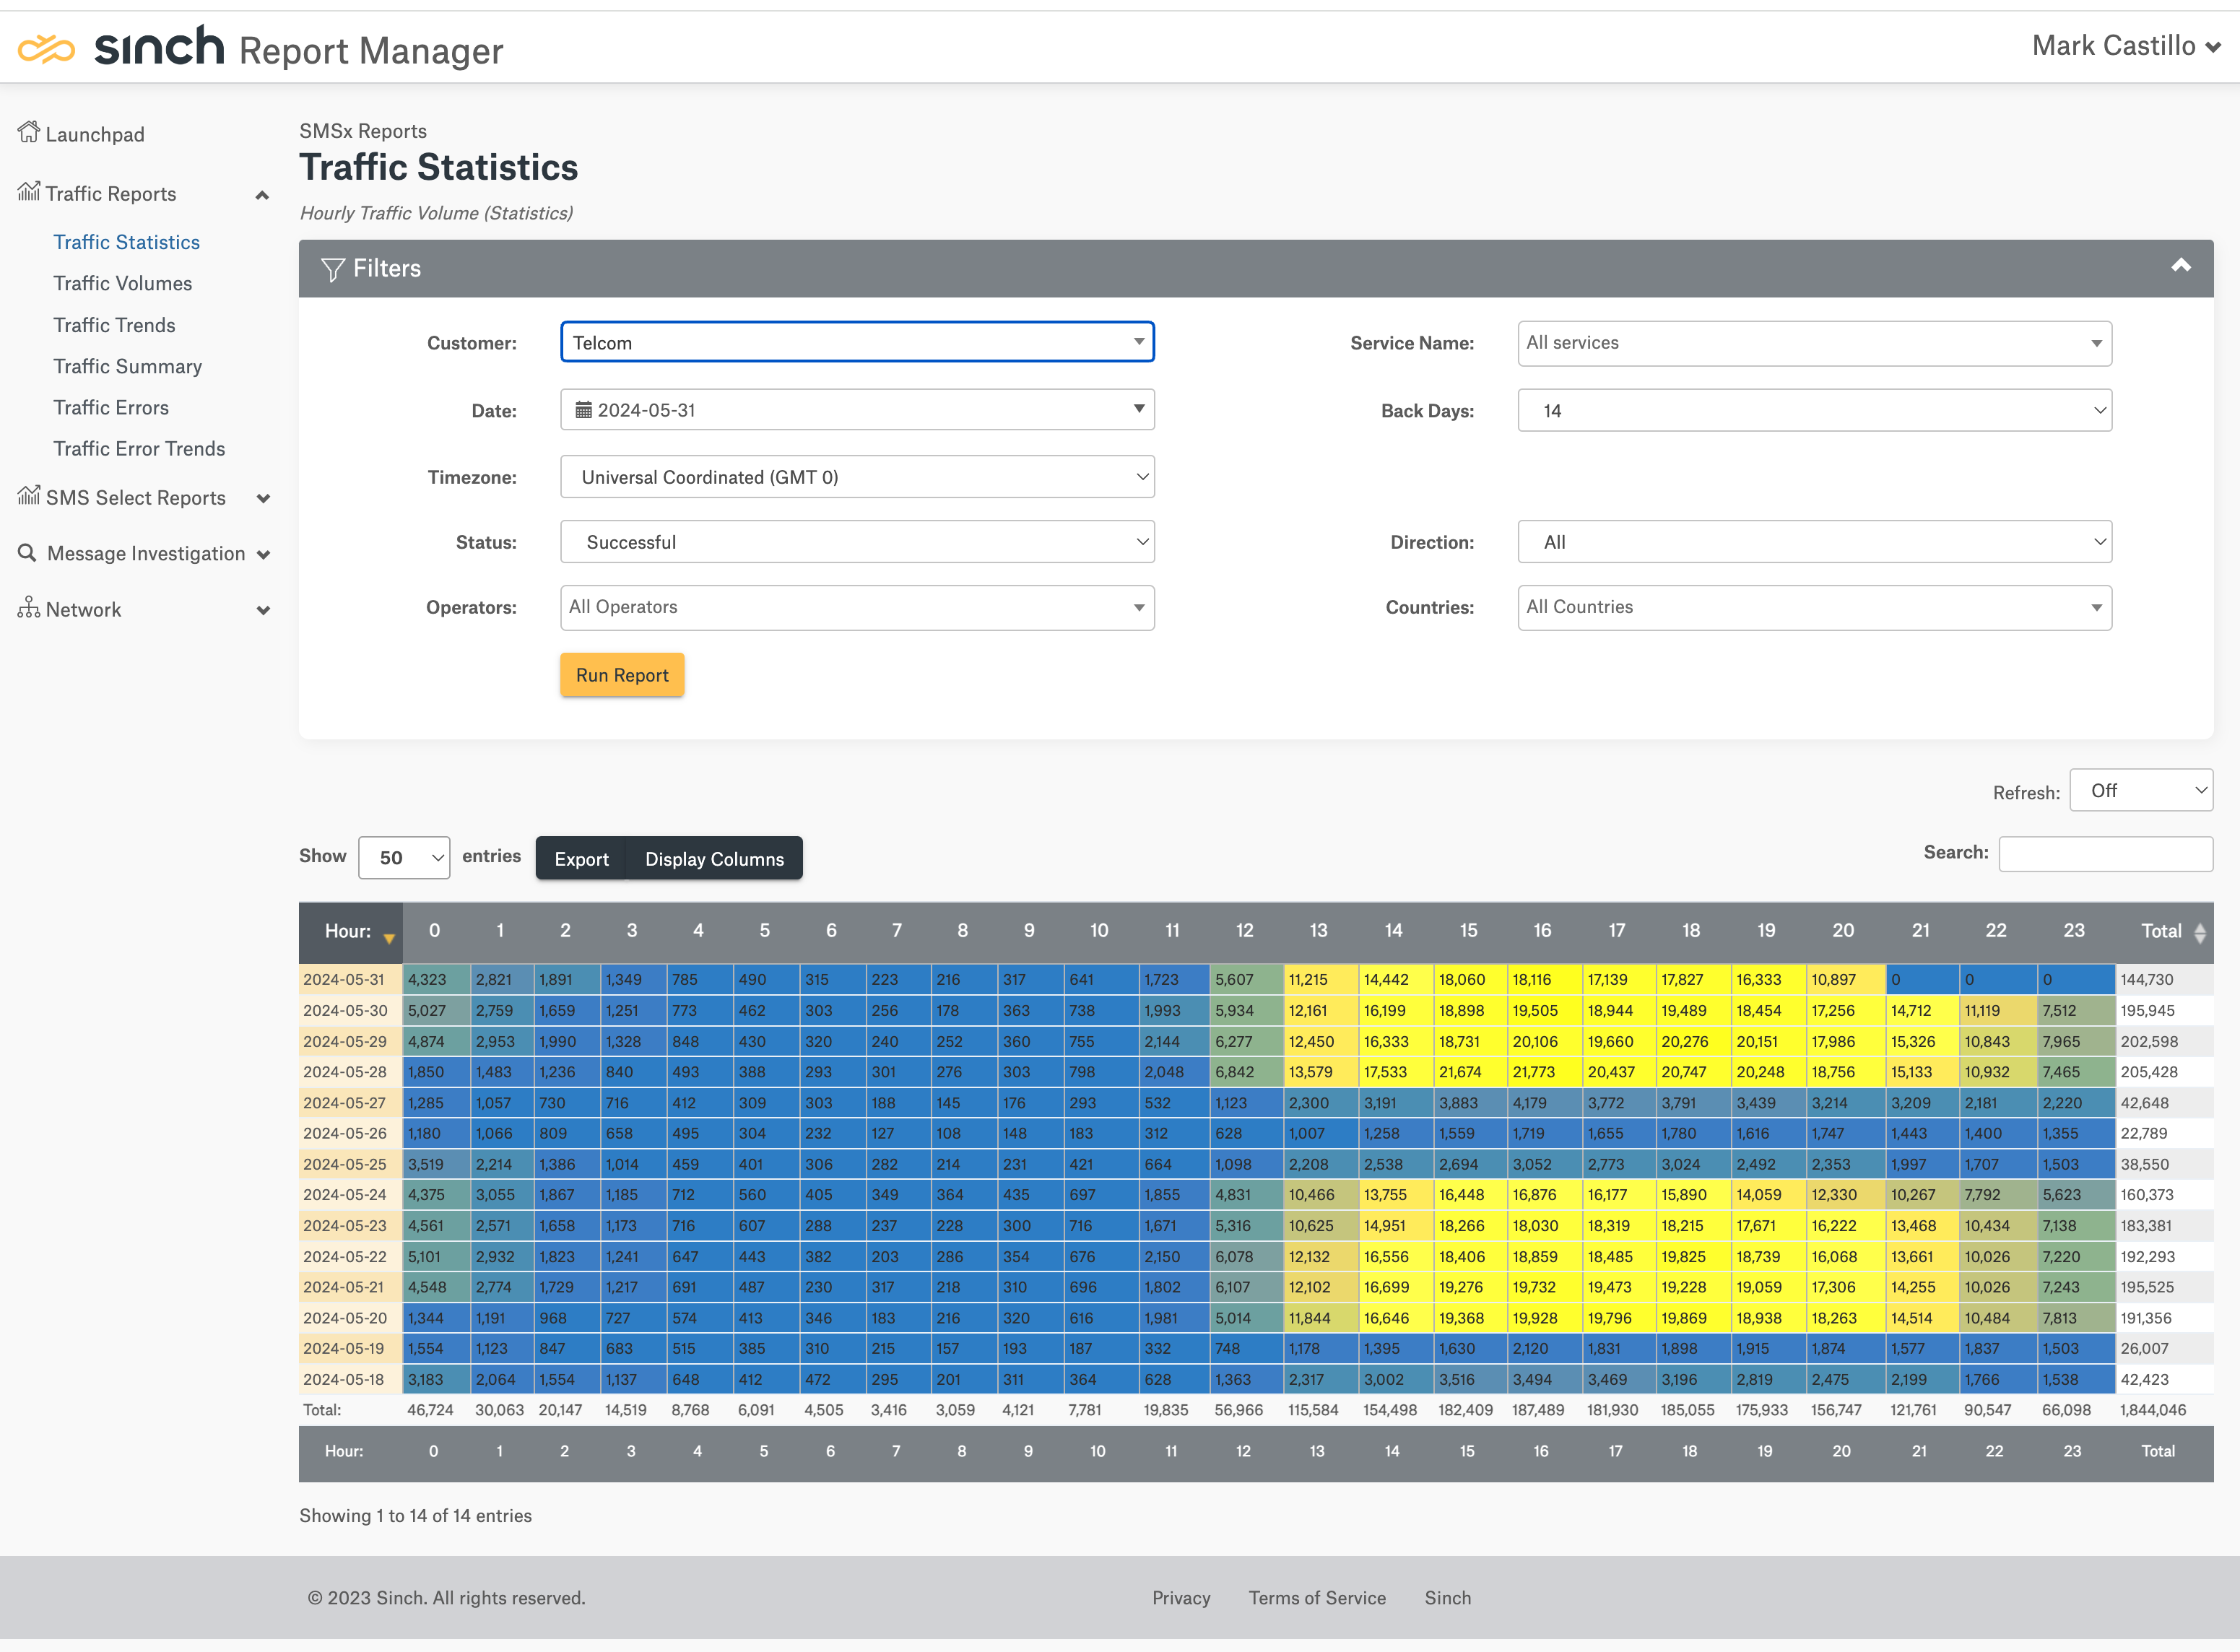 sinch Report Manager
Mark Castillo
Launchpad
Traffic Reports
Traffic Statistics
Traffic Volumes
Traffic Trends
Traffic Summary
Traffic Errors
Traffic Error Trends
SMS Select Reports
Message Investigation
Network
SMSx Reports
Traffic Statistics
Hourly Traffic Volume (Statistics)
Filters
Customer: Telcom Service Name: All services
Date: 2024-05-31 Back Days: 14
Timezone: Universal Coordinated (GMT 0)
Status: Successful Direction: All
Operators: All Operators Countries: All Countries
Run Report
Refresh: Off
Show 50 entries Export Display Columns Search:
Hour: 0 1 2 3 4 5 6 7 8 9 10 11 12 13 14 15 16 17 18 19 20 21 22 23 Total
2024-05-31 4,323 2,821 1,891 1,349 785 490 315 223 216 317 641 1,723 5,607 11,215 14,442 18,060 18,116 17,139 17,827 16,333 10,897 0 0 0 144,730
2024-05-30 5,027 2,759 1,659 1,251 773 462 303 256 178 363 738 1,993 5,934 12,161 16,199 18,898 19,505 18,944 19,489 18,454 17,256 14,712 11,119 7,512 195,945
2024-05-29 4,874 2,953 1,990 1,328 848 430 320 240 252 360 755 2,144 6,277 12,450 16,333 18,731 20,106 19,660 20,276 20,151 17,986 15,326 10,843 7,965 202,598
2024-05-28 1,850 1,483 1,236 840 493 388 293 301 276 303 798 2,048 6,842 13,579 17,533 21,674 21,773 20,437 20,747 20,248 18,756 15,133 10,932 7,465 205,428
2024-05-27 1,285 1,057 730 716 412 309 303 188 145 176 293 532 1,123 2,300 3,191 3,883 4,179 3,772 3,791 3,439 3,214 3,209 2,181 2,220 42,648
2024-05-26 1,180 1,066 809 658 495 304 232 127 108 148 183 312 628 1,007 1,258 1,559 1,719 1,655 1,780 1,616 1,747 1,443 1,400 1,355 22,789
2024-05-25 3,519 2,214 1,386 1,014 459 401 306 282 214 231 421 664 1,098 2,208 2,538 2,694 3,052 2,773 3,024 2,492 2,353 1,997 1,707 1,503 38,550
2024-05-24 4,375 3,055 1,867 1,185 712 560 405 349 364 435 697 1,855 4,831 10,466 13,755 16,448 16,876 16,177 15,890 14,059 12,330 10,267 7,792 5,623 160,373
2024-05-23 4,561 2,571 1,658 1,173 716 607 288 237 228 300 716 1,671 5,316 10,625 14,951 18,266 18,030 18,319 18,215 17,671 16,222 13,468 10,434 7,138 183,381
2024-05-22 5,101 2,932 1,823 1,241 647 443 382 203 286 354 676 2,150 6,078 12,132 16,556 18,406 18,859 18,485 19,825 18,739 16,068 13,661 10,026 7,220 192,293
2024-05-21 4,548 2,774 1,729 1,217 691 487 230 317 218 310 696 1,802 6,107 12,102 16,699 19,276 19,732 19,473 19,228 19,059 17,306 14,255 10,026 7,243 195,525
2024-05-20 1,344 1,191 968 727 574 413 346 183 216 320 616 1,981 5,014 11,844 16,646 19,368 19,928 19,796 19,869 18,938 18,263 14,514 10,484 7,813 191,356
2024-05-19 1,554 1,123 847 683 515 385 310 215 157 193 187 332 748 1,178 1,395 1,630 2,120 1,831 1,898 1,915 1,874 1,577 1,837 1,503 26,007
2024-05-18 3,183 2,064 1,554 1,137 648 412 472 295 201 311 364 628 1,363 2,317 3,002 3,516 3,494 3,469 3,196 2,819 2,475 2,199 1,766 1,538 42,423
Total: 46,724 30,063 20,147 14,519 8,768 6,091 4,505 3,416 3,059 4,121 7,781 19,835 56,966 115,584 154,498 182,409 187,489 181,930 185,055 175,933 156,747 121,761 90,547 66,098 1,844,046
Hour: 0 1 2 3 4 5 6 7 8 9 10 11 12 13 14 15 16 17 18 19 20 21 22 23 Total
Showing 1 to 14 of 14 entries
© 2023 Sinch. All rights reserved. Privacy Terms of Service Sinch